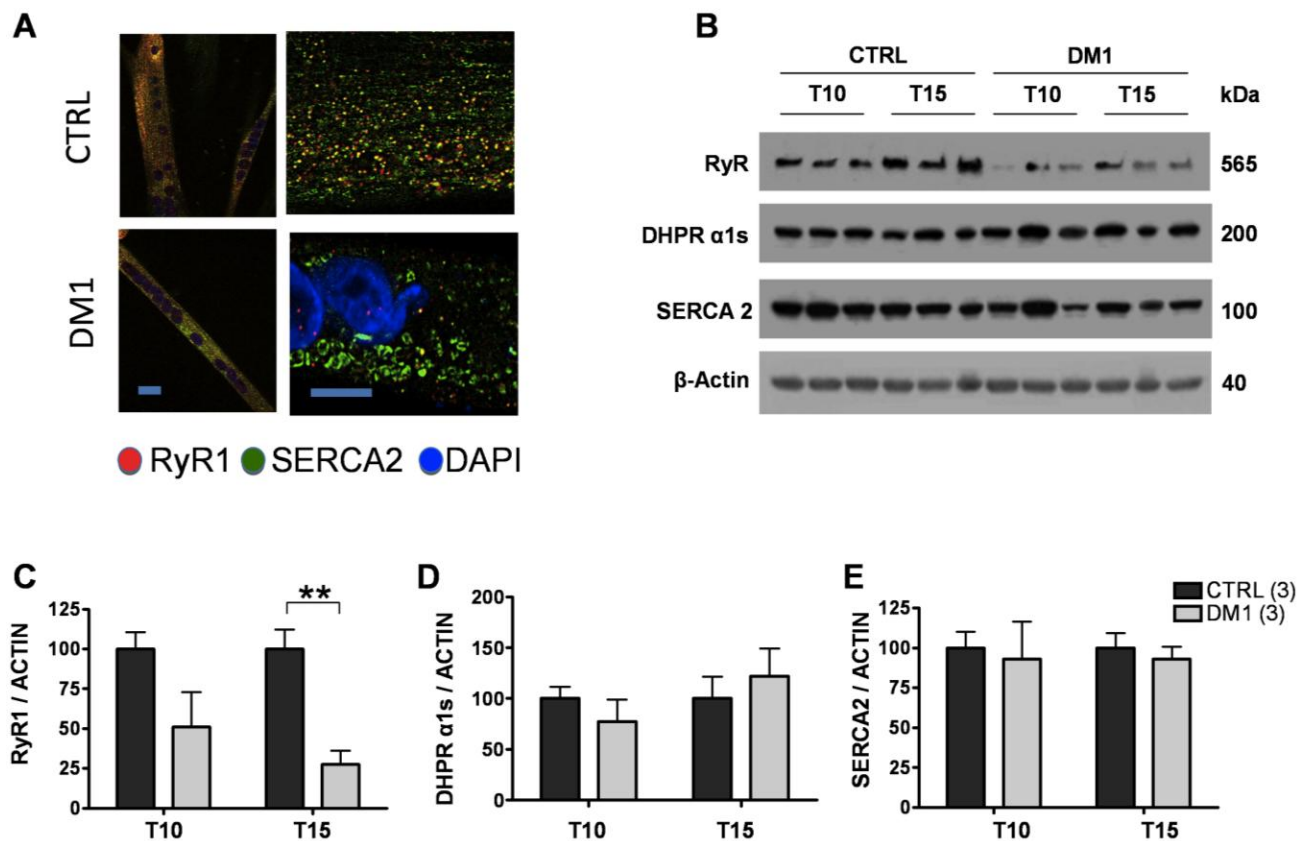 A
CTRL
DM1
RyR1 SERCA2 DAPI
B
CTRL DM1
T10 T15 T10 T15 kDa
RyR 565
DHPR α1s 200
SERCA 2 100
β-Actin 40
C
RyR1 / ACTIN
125
100
75
50
25
0
**
T10 T15
D
DHPR α1s / ACTIN
200
150
100
50
0
T10 T15
E
SERCA2 / ACTIN
125
100
75
50
25
0
T10 T15
CTRL (3)
DM1 (3)